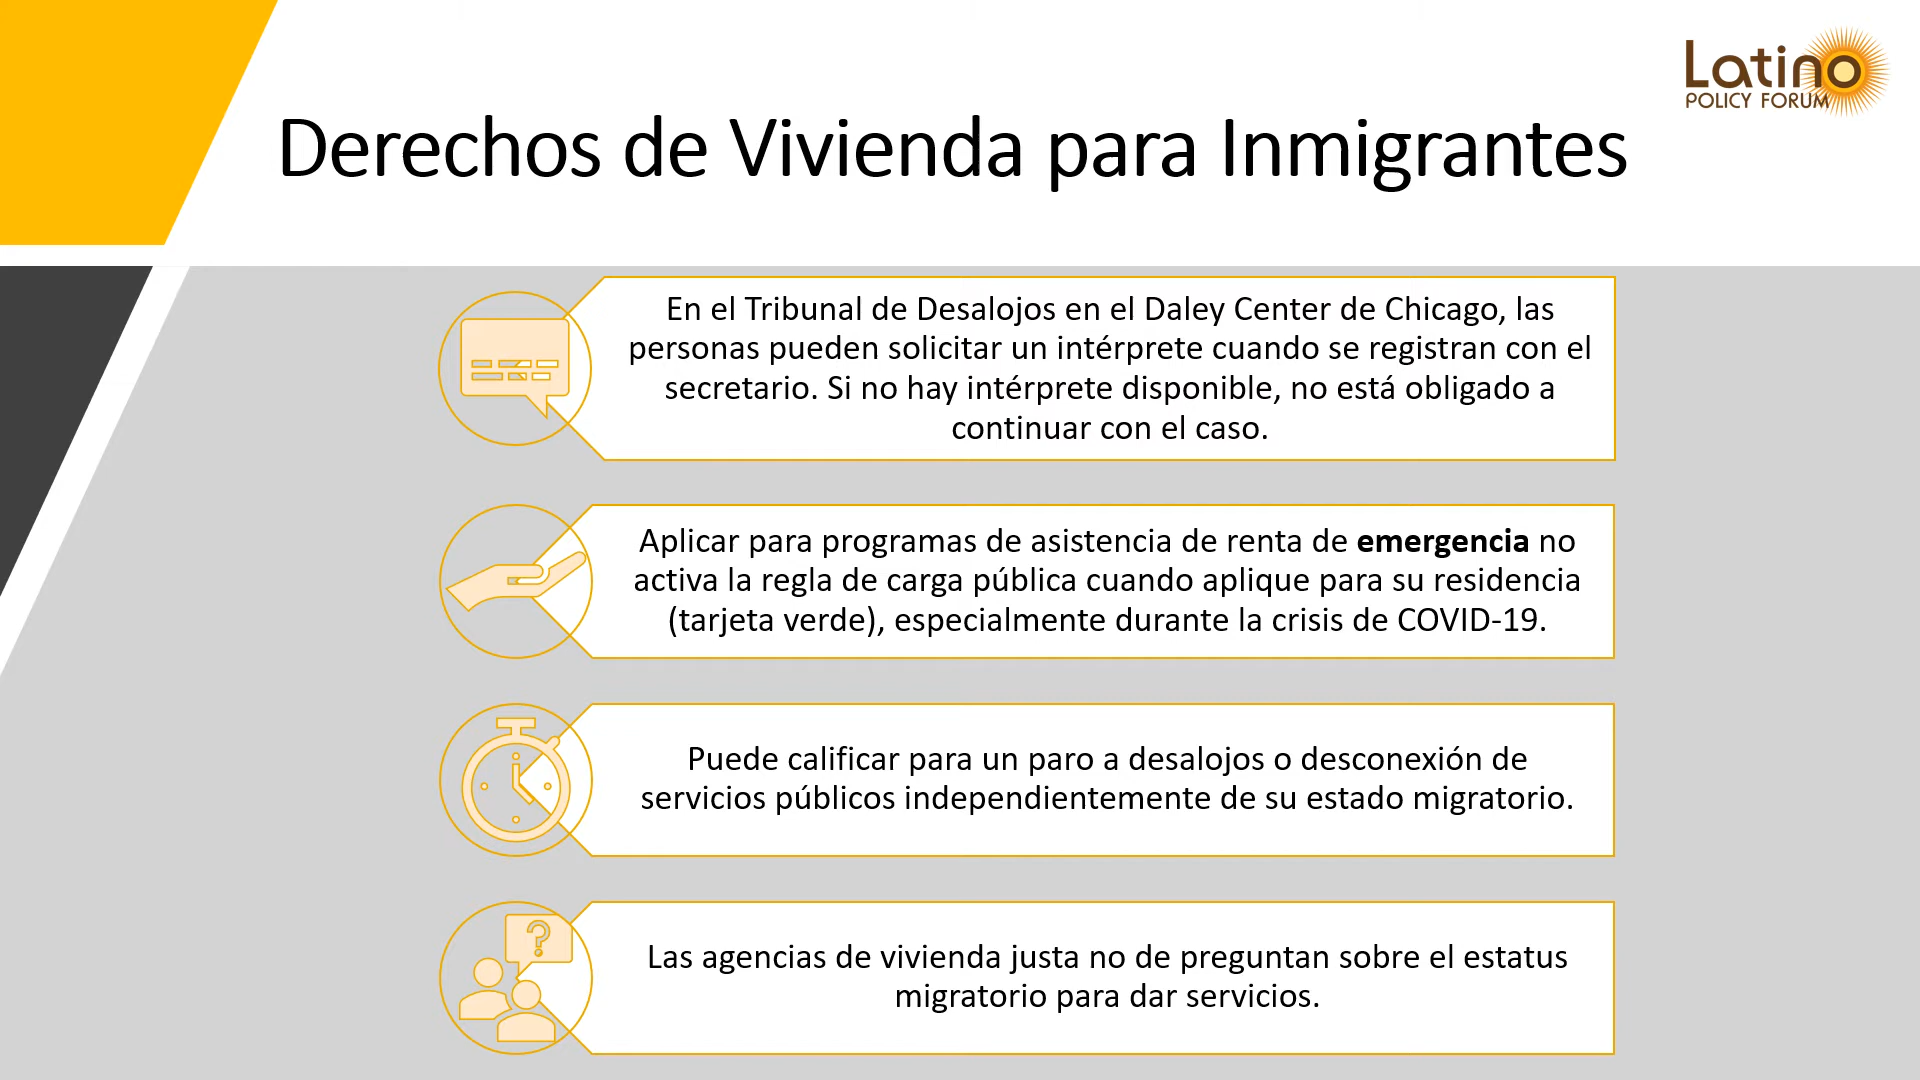 Latino
POLICY FORUM
Derechos de Vivienda para Inmigrantes
En el Tribunal de Desalojos en el Daley Center de Chicago, las
personas pueden solicitar un intérprete cuando se registran con el
secretario. Si no hay intérprete disponible, no está obligado a
continuar con el caso.
Aplicar para programas de asistencia de renta de emergencia no
activa la regla de carga pública cuando aplique para su residencia
(tarjeta verde), especialmente durante la crisis de COVID-19.
Puede calificar para un paro a desalojos o desconexión de
servicios públicos independientemente de su estado migratorio.
?
Las agencias de vivienda justa no de preguntan sobre el estatus
migratorio para dar servicios.